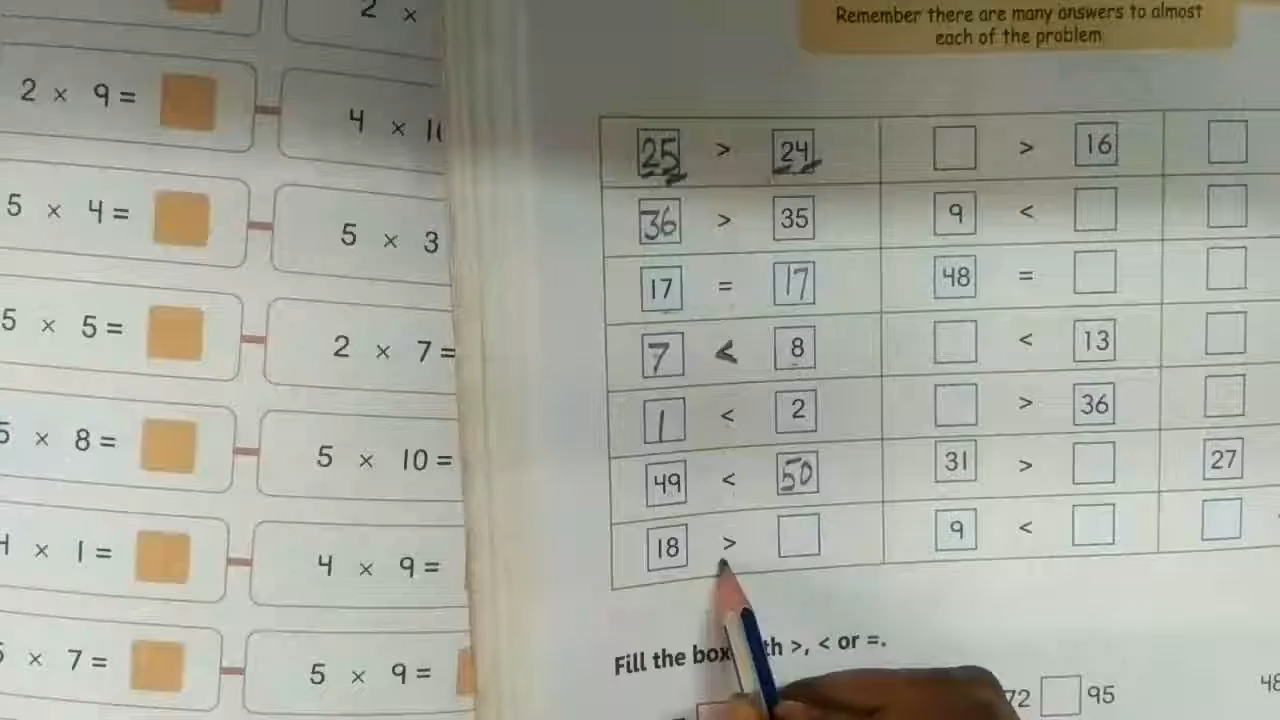 2 ×
2 × 9 =
4 ×
5 × 4 =
5 × 3
5 × 5 =
2 × 7 =
5 × 8 =
5 × 10 =
× 1 =
4 × 9 =
× 7 =
5 × 9 =
Remember there are many answers to almost
each of the problem
25 > 24 > 16
36 > 35 9 <
17 = 17 48 =
7 < 8 < 13
1 < 2 > 36
49 < 50 31 > 27
18 > 9 <
Fill the box >, < or =.
72 95